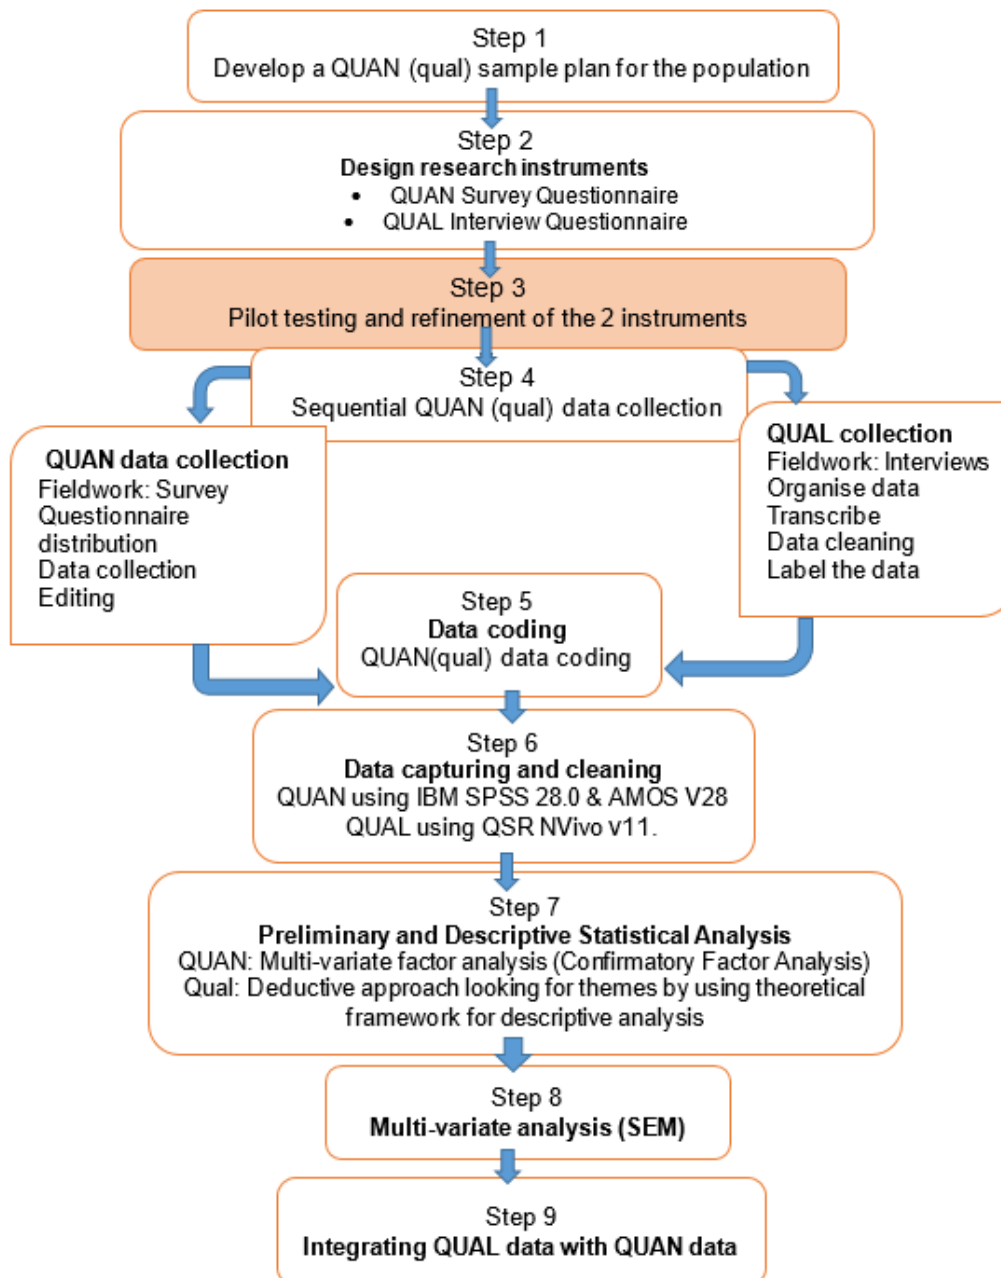 Step 1
Develop a QUAN (qual) sample plan for the population
Step 2
Design research instruments
• QUAN Survey Questionnaire
• QUAL Interview Questionnaire
Step 3
Pilot testing and refinement of the 2 instruments
Step 4
Sequential QUAN (qual) data collection
QUAN data collection
Fieldwork: Survey
Questionnaire
distribution
Data collection
Editing
QUAL collection
Fieldwork: Interviews
Organise data
Transcribe
Data cleaning
Label the data
Step 5
Data coding
QUAN(qual) data coding
Step 6
Data capturing and cleaning
QUAN using IBM SPSS 28.0 & AMOS V28
QUAL using QSR NVivo v11.
Step 7
Preliminary and Descriptive Statistical Analysis
QUAN: Multi-variate factor analysis (Confirmatory Factor Analysis)
Qual: Deductive approach looking for themes by using theoretical
framework for descriptive analysis
Step 8
Multi-variate analysis (SEM)
Step 9
Integrating QUAL data with QUAN data